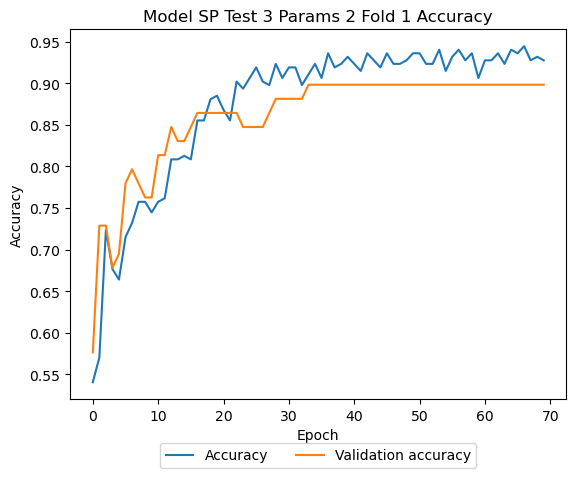 Model SP Test 3 Params 2 Fold 1 Accuracy
0.95
0.90
0.85
0.80
0.75
0.70
0.65
0.60
0.55
Accuracy
0 10 20 30 40 50 60 70
Epoch
Accuracy Validation accuracy